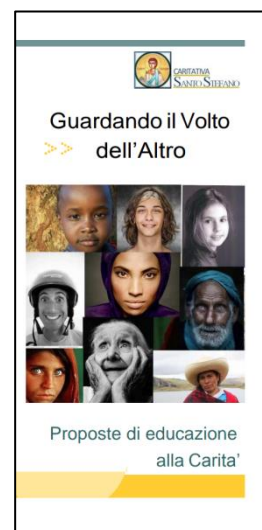 CARITATIVA
SANTO STEFANO
Guardando il Volto
>> dell'Altro
Proposte di educazione
alla Carita'